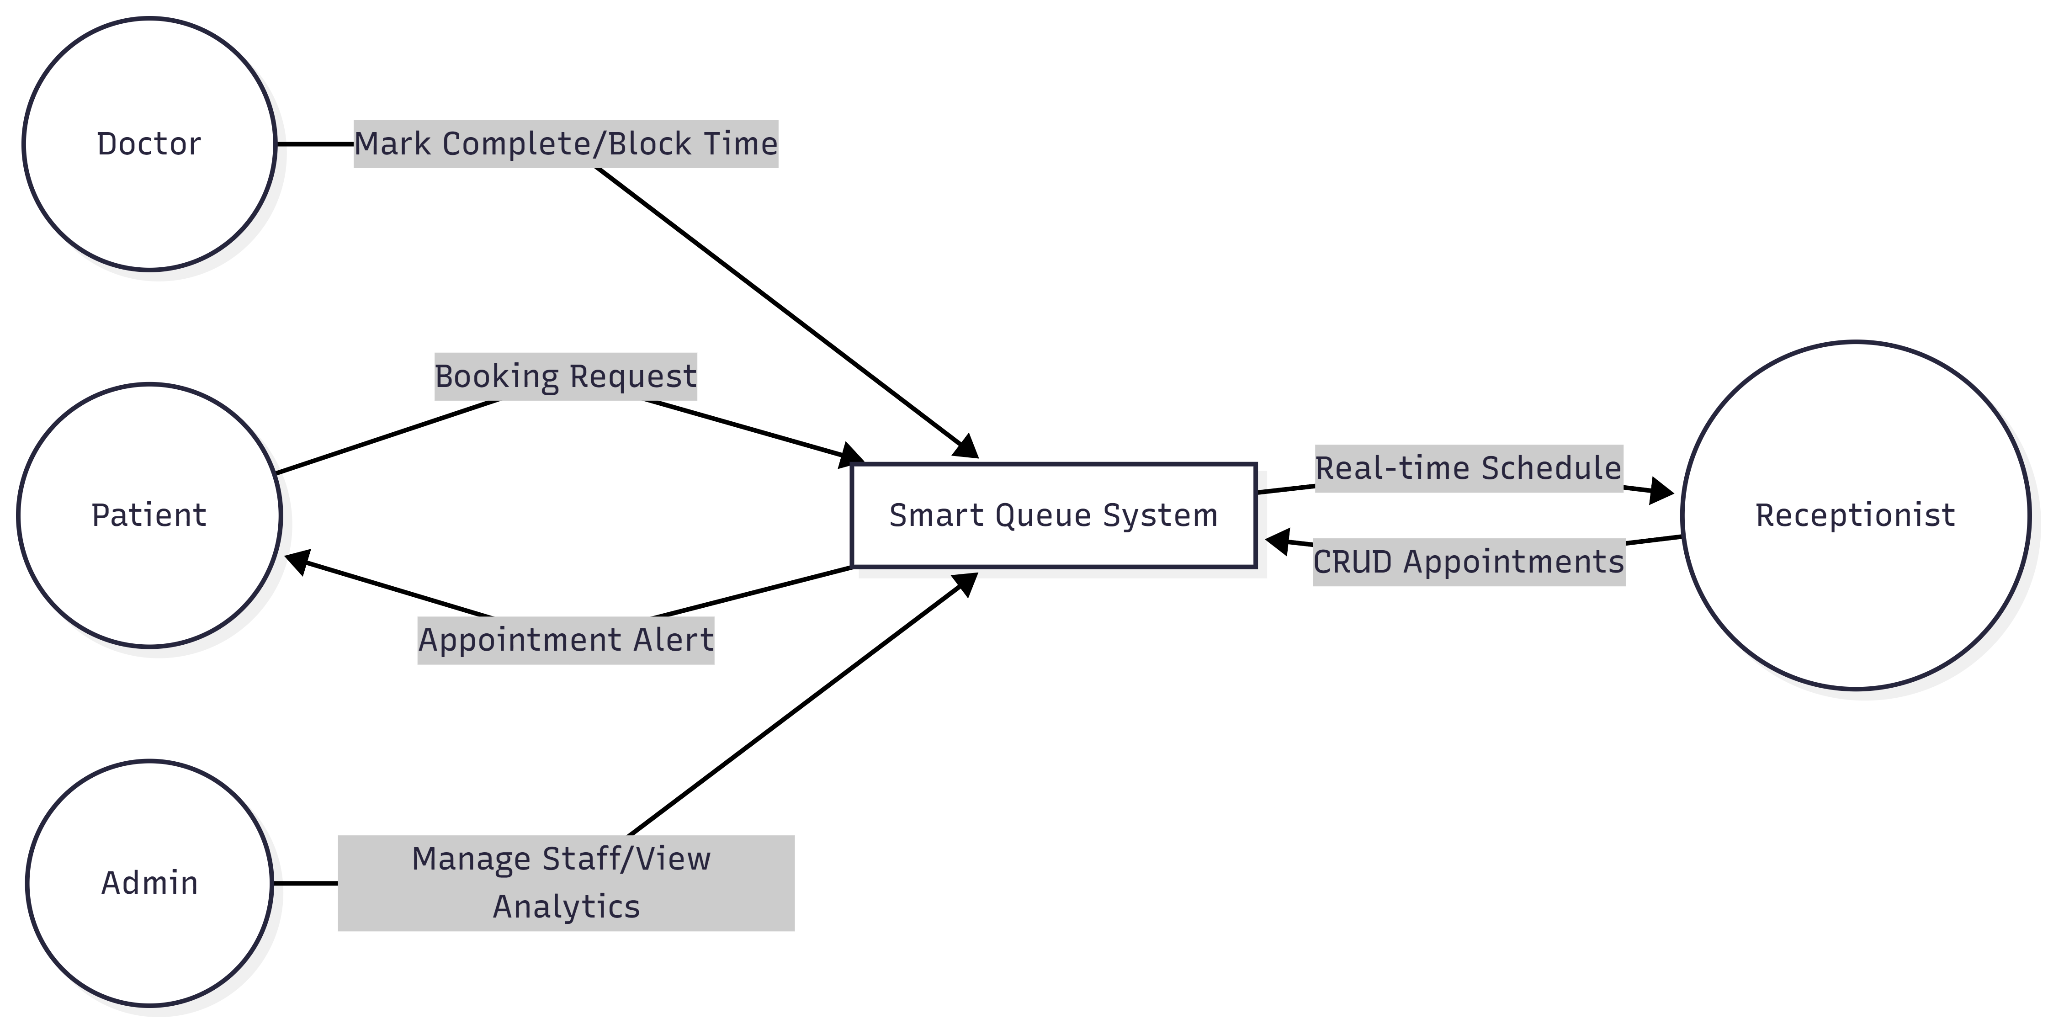 Doctor
Mark Complete/Block Time
Booking Request
Patient
Smart Queue System
Real-time Schedule
Receptionist
CRUD Appointments
Appointment Alert
Admin
Manage Staff/View
Analytics